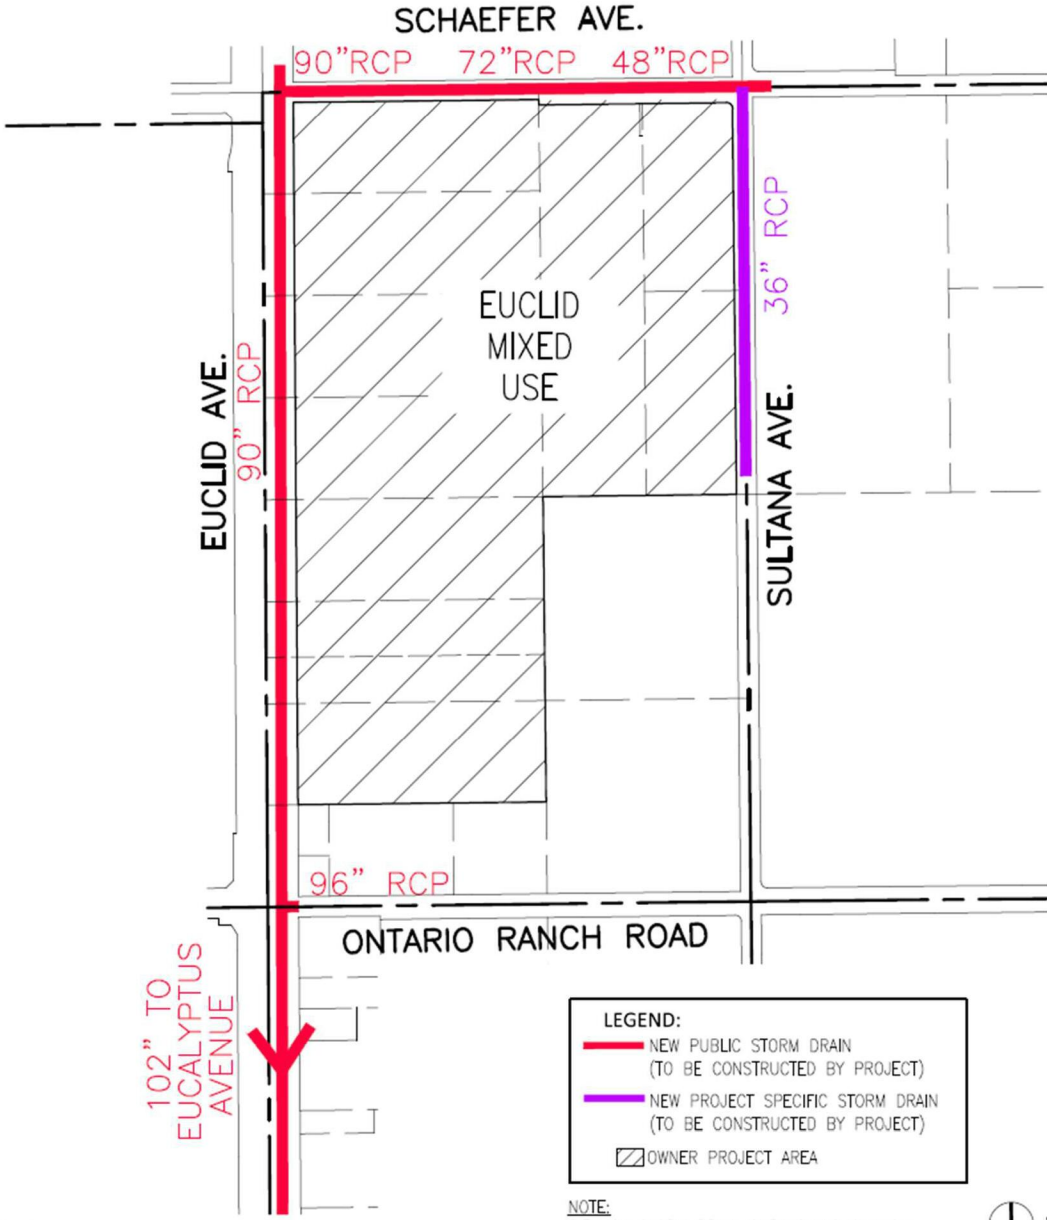 SCHAEFER AVE.
90"RCP 72"RCP 48"RCP
36" RCP
EUCLID
MIXED
USE
EUCLID AVE.
90" RCP
SULTANA AVE.
96" RCP
ONTARIO RANCH ROAD
102" TO
EUCALYPTUS
AVENUE
LEGEND:
NEW PUBLIC STORM DRAIN
(TO BE CONSTRUCTED BY PROJECT)
NEW PROJECT SPECIFIC STORM DRAIN
(TO BE CONSTRUCTED BY PROJECT)
OWNER PROJECT AREA
NOTE: